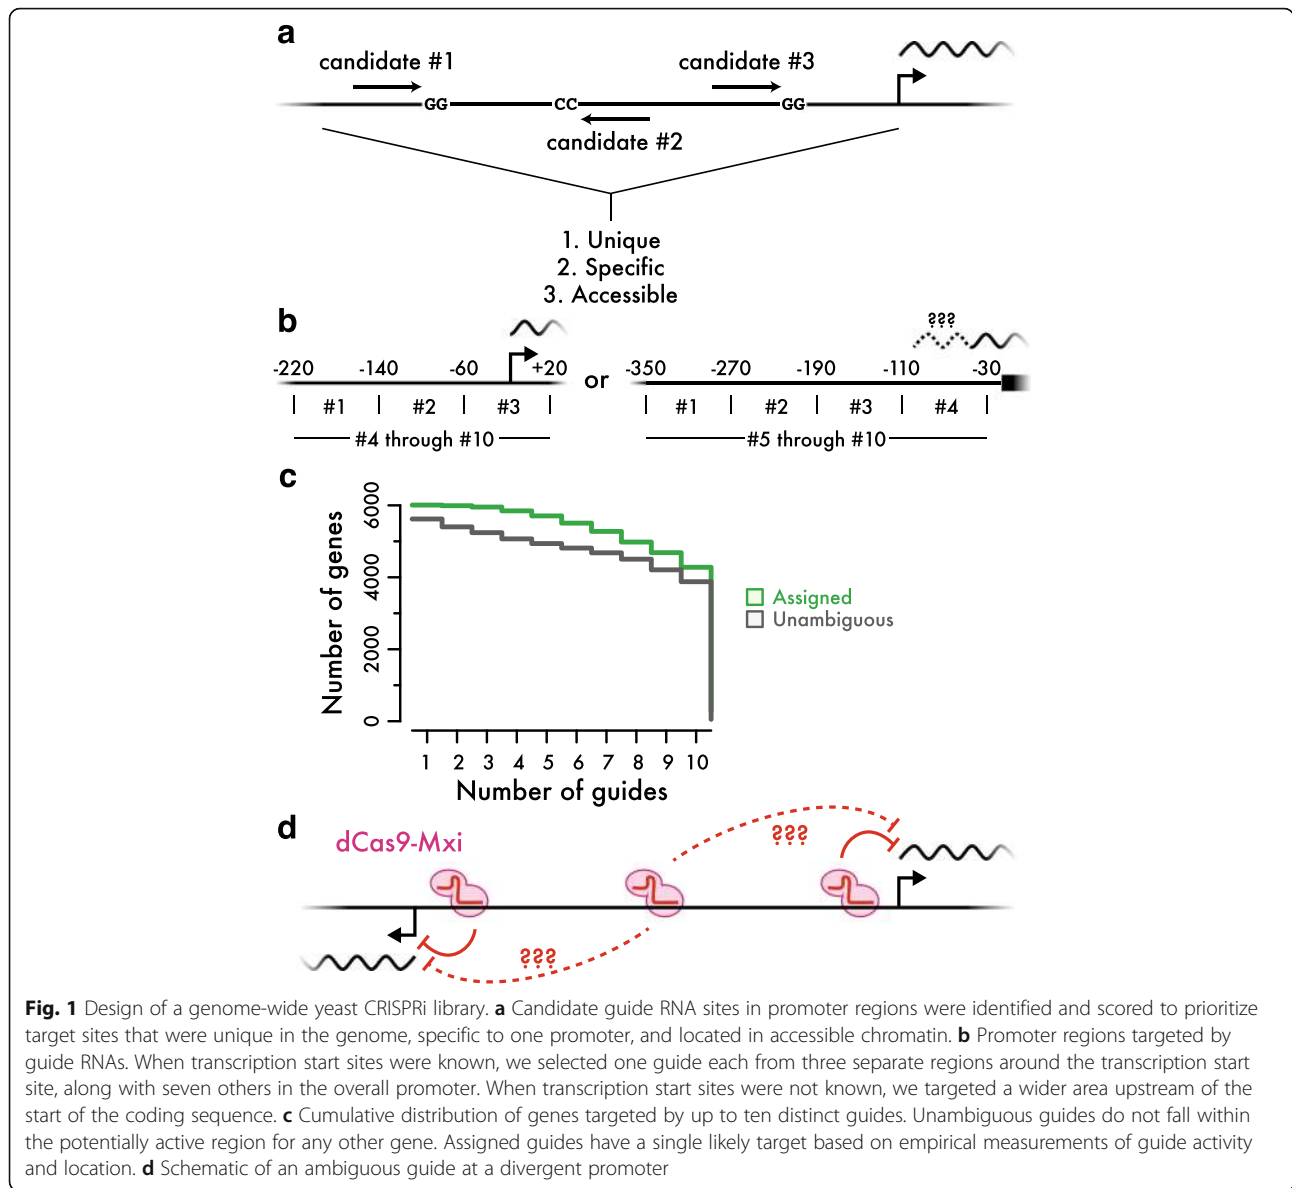 a
candidate #1
candidate #3
GG
CC
GG
candidate #2
1. Unique
2. Specific
3. Accessible
b
-220 -140 -60 +20
#1 #2 #3
#4 through #10
or
???
-350 -270 -190 -110 -30
#1 #2 #3 #4
#5 through #10
c
Number of genes
6000
4000
2000
0
1 2 3 4 5 6 7 8 9 10
Number of guides
Assigned
Unambiguous
d
dCas9-Mxi
???
???
Fig. 1 Design of a genome-wide yeast CRISPRi library. a Candidate guide RNA sites in promoter regions were identified and scored to prioritize
target sites that were unique in the genome, specific to one promoter, and located in accessible chromatin. b Promoter regions targeted by
guide RNAs. When transcription start sites were known, we selected one guide each from three separate regions around the transcription start
site, along with seven others in the overall promoter. When transcription start sites were not known, we targeted a wider area upstream of the
start of the coding sequence. c Cumulative distribution of genes targeted by up to ten distinct guides. Unambiguous guides do not fall within
the potentially active region for any other gene. Assigned guides have a single likely target based on empirical measurements of guide activity
and location. d Schematic of an ambiguous guide at a divergent promoter